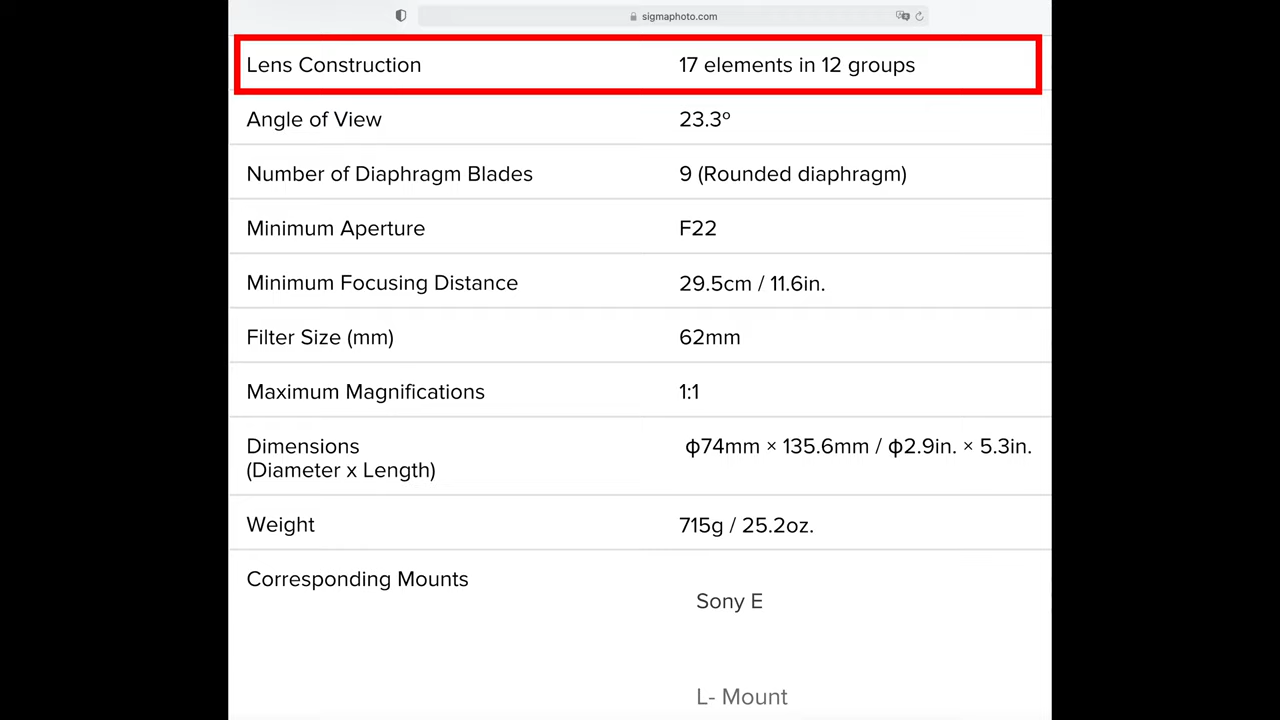 sigmaphoto.com
Lens Construction 17 elements in 12 groups
Angle of View 23.3º
Number of Diaphragm Blades 9 (Rounded diaphragm)
Minimum Aperture F22
Minimum Focusing Distance 29.5cm / 11.6in.
Filter Size (mm) 62mm
Maximum Magnifications 1:1
Dimensions ϕ74mm × 135.6mm / ϕ2.9in. × 5.3in.
(Diameter x Length)
Weight 715g / 25.2oz.
Corresponding Mounts
Sony E
L- Mount